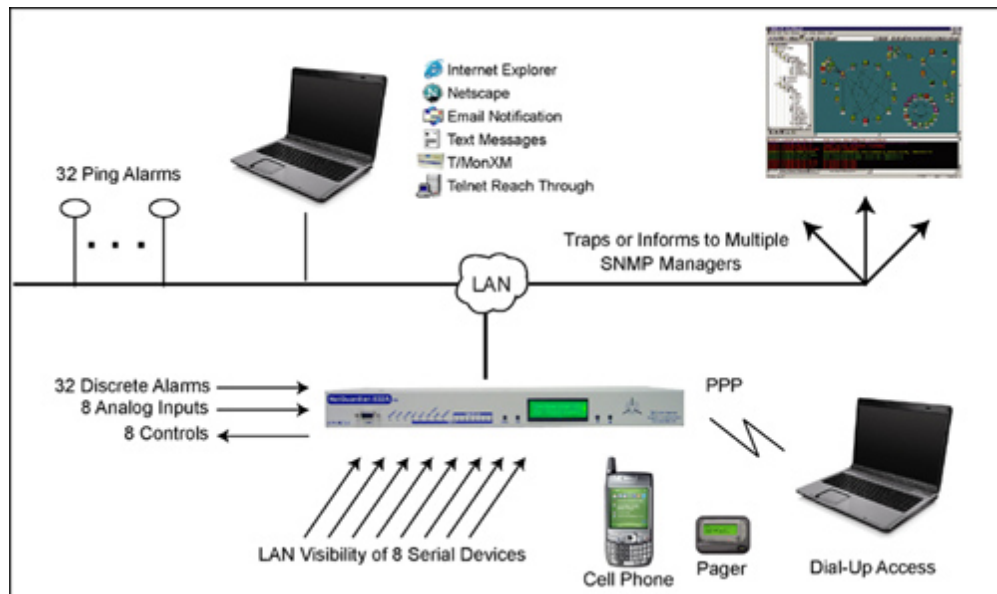 Internet Explorer
Netscape
Email Notification
Text Messages
T/MonXM
Telnet Reach Through
32 Ping Alarms
Traps or Informs to Multiple
SNMP Managers
LAN
32 Discrete Alarms
8 Analog Inputs
8 Controls
NetGuardian 832A
PPP
LAN Visibility of 8 Serial Devices
Cell Phone
Pager
Dial-Up Access